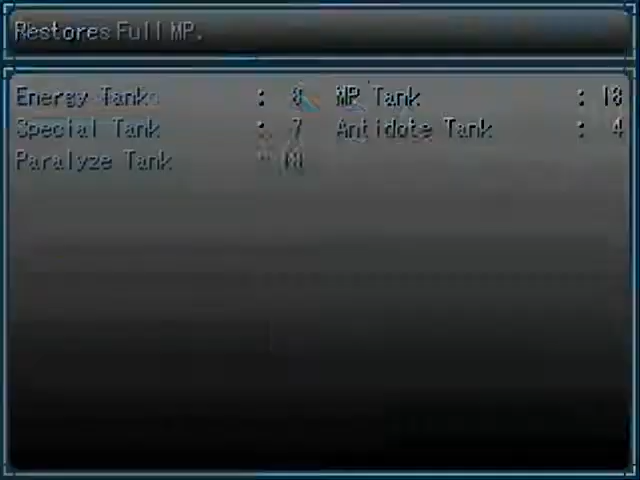 Restores Full MP.
Energy Tank : 8 MP Tank : 18
Special Tank : 7 Antidote Tank : 4
Paralyze Tank :